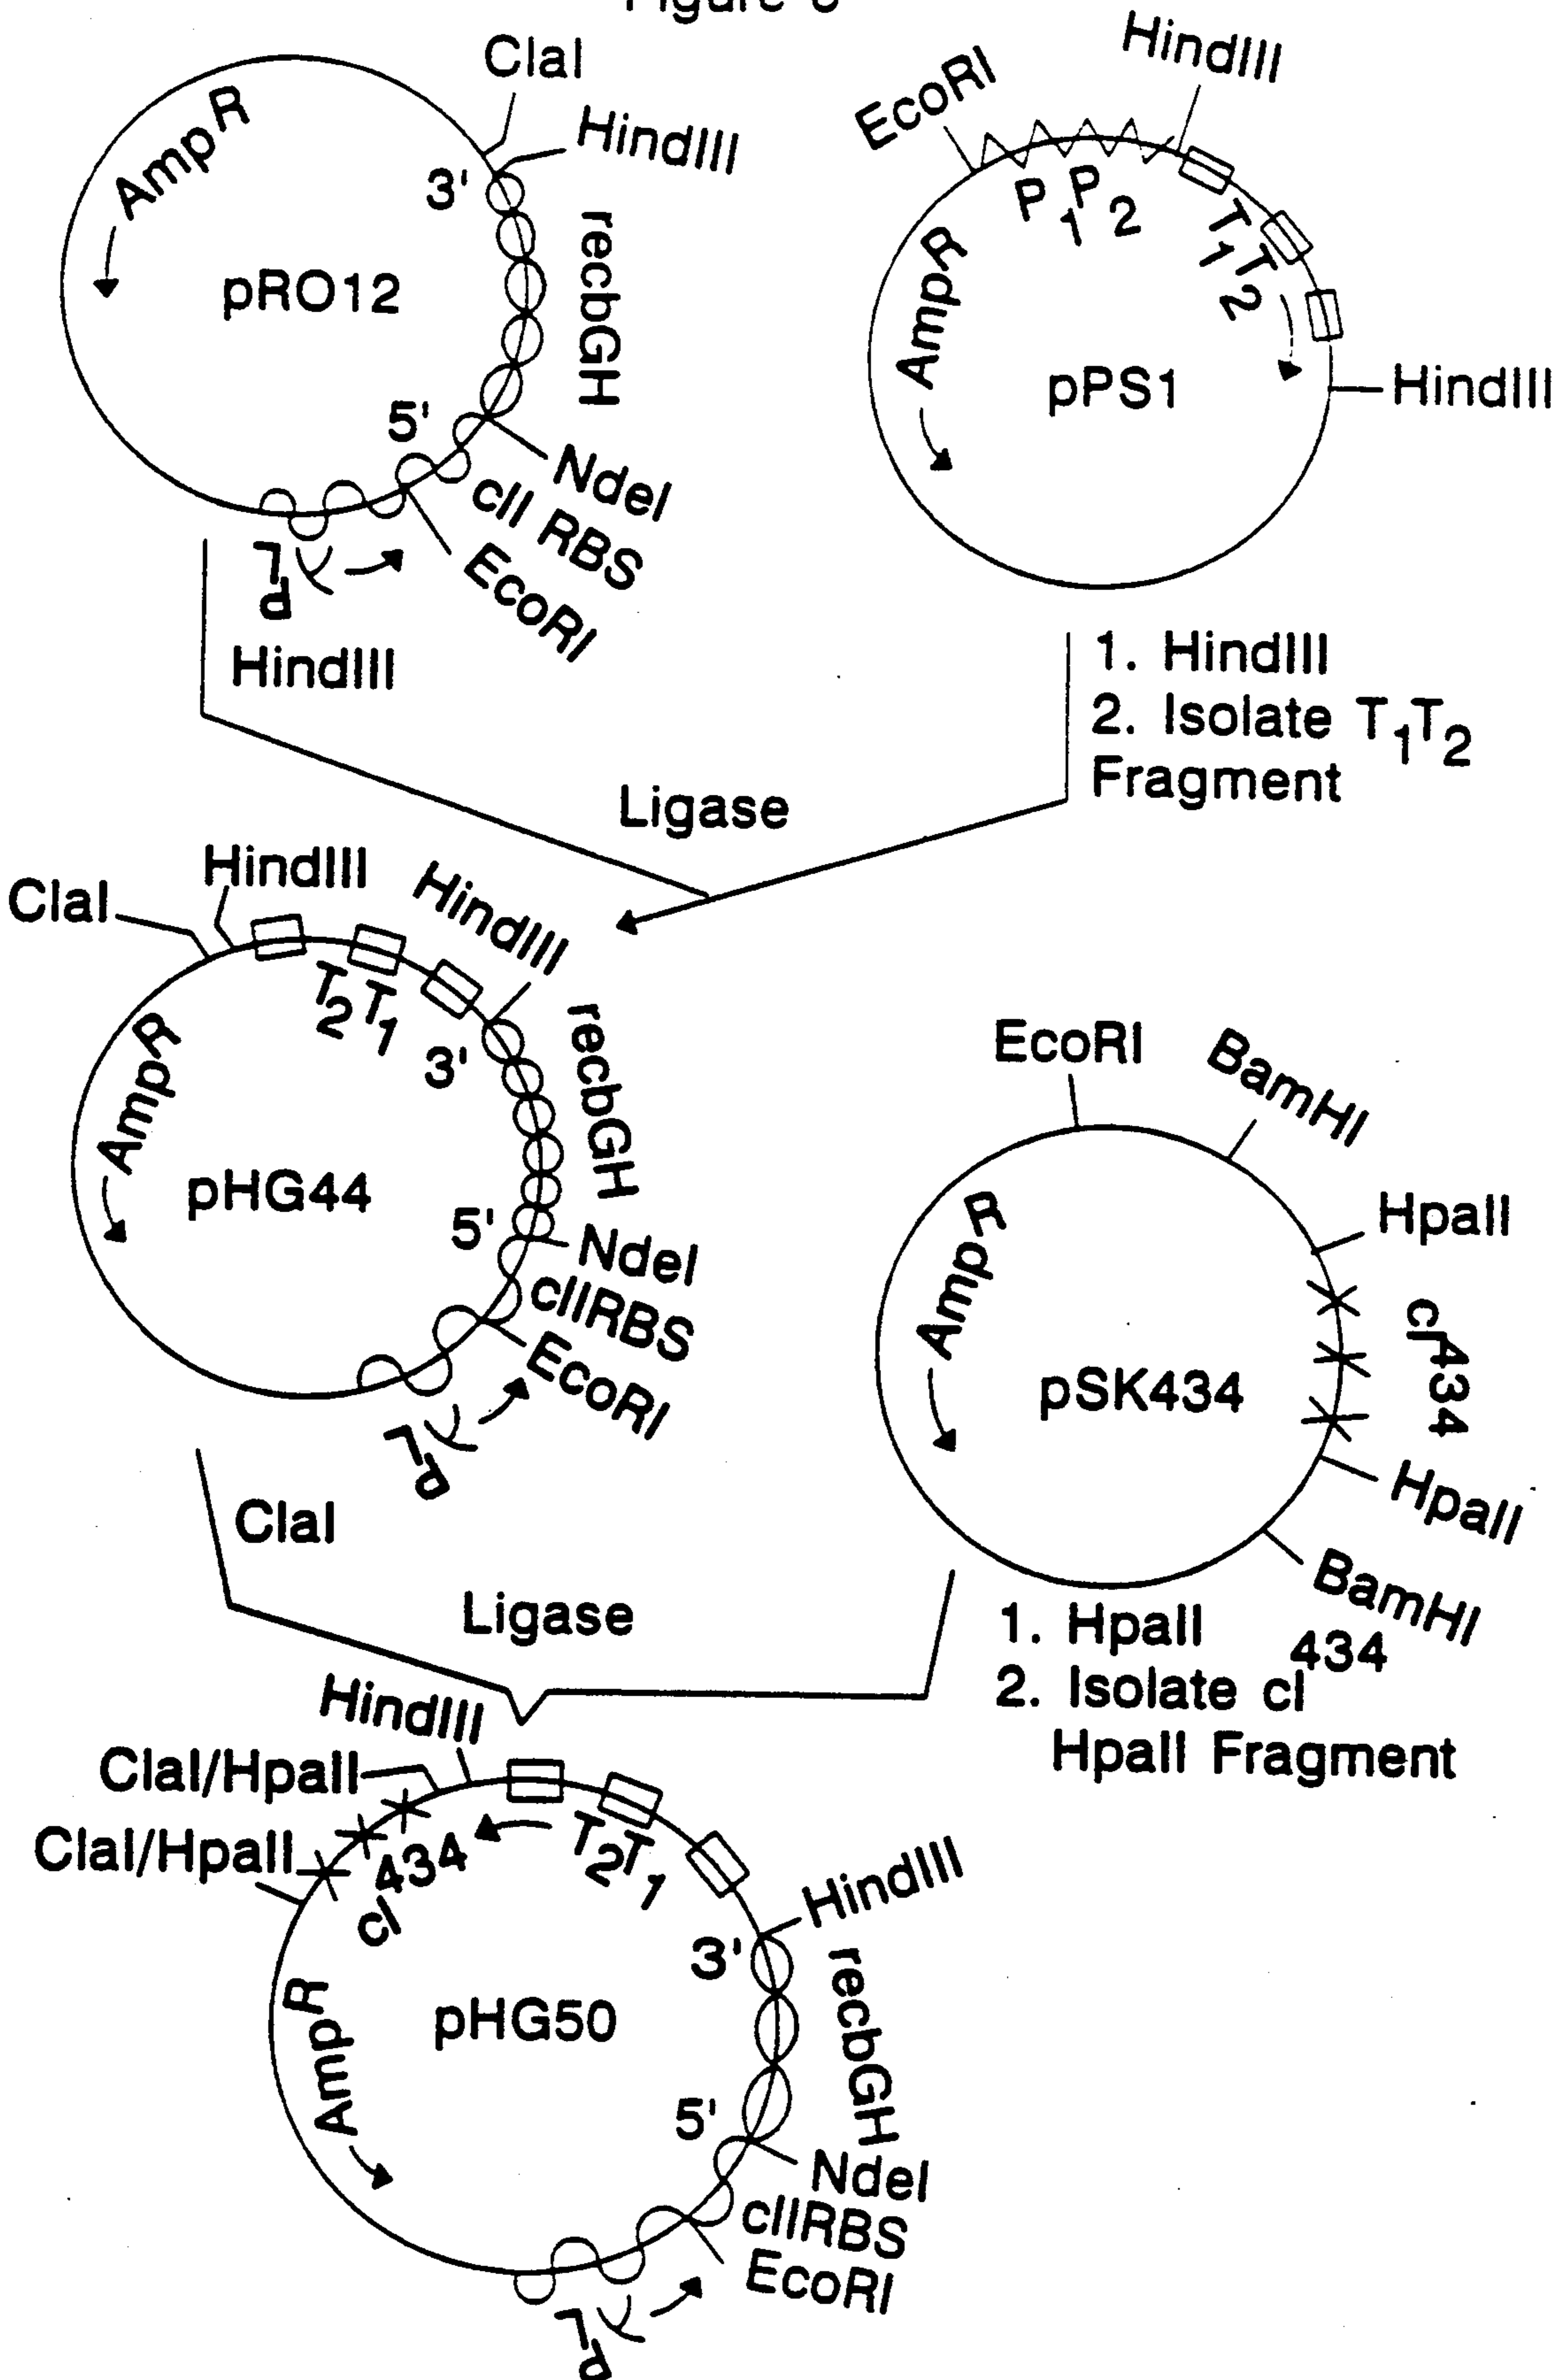 ClaI
HindIII
AmpR
3'
recbGH
pRO12
5'
NdeI
cII RBS
EcoRI
PL
HindIII
EcoRI
HindIII
P1P2
T1T2
AmpR
pPS1
HindIII
1. HindIII
2. Isolate T1T2
Fragment
Ligase
ClaI
HindIII
HindIII
T2T1
AmpR
3'
recbGH
pHG44
5'
NdeI
cIIRBS
EcoRI
PL
ClaI
EcoRI
BamHI
HpaII
AmpR
cI434
pSK434
HpaII
BamHI
1. HpaII
2. Isolate cI434
HpaII Fragment
Ligase
HindIII
ClaI/HpaII
ClaI/HpaII
cI434
T2T1
HindIII
3'
recbGH
AmpR
pHG50
5'
NdeI
cIIRBS
EcoRI
PL